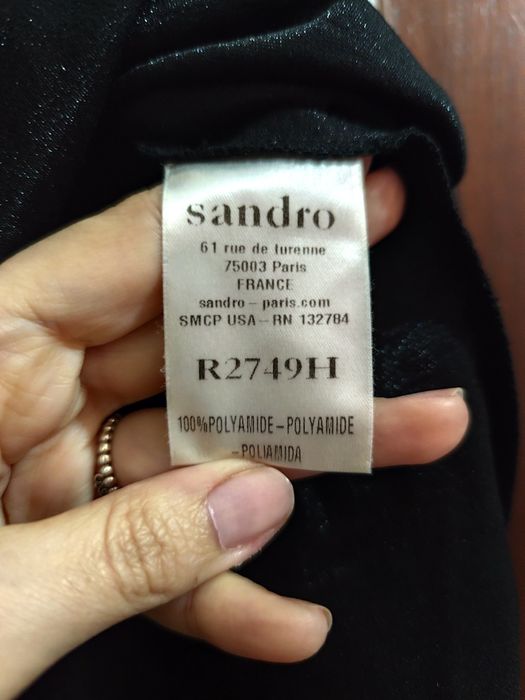 sandro
61 rue de turenne
75003 Paris
FRANCE
sandro - paris.com
SMCP USA - RN 132784
R2749H
100%POLYAMIDE-POLYAMIDE
-POLIAMIDA